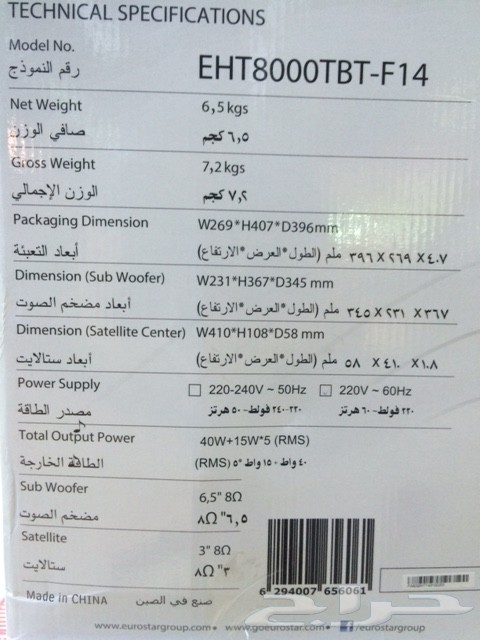 TECHNICAL SPECIFICATIONS
Model No.
رقم النموذج
EHT8000TBT-F14
Net Weight
6,5 kgs
صافي الوزن
٦,٥ كجم
Gross Weight
7,2 kgs
الوزن الإجمالي
٧,٢ كجم
Packaging Dimension
W269*H407*D396mm
أبعاد التعبئة
٤٠٧ X ٢٦٩ X ٣٩٦ ملم (الطول*العرض*الارتفاع)
Dimension (Sub Woofer)
W231*H367*D345 mm
أبعاد مضخم الصوت
٣٦٧ X ٢٣١ X ٣٤٥ ملم (الطول*العرض*الارتفاع)
Dimension (Satellite Center)
W410*H108*D58 mm
أبعاد ستالايت
١٠٨ X ٤١٠ X ٥٨ ملم (الطول*العرض*الارتفاع)
Power Supply
220-240V ~ 50Hz 220V ~ 60Hz
مصدر الطاقة
٢٢٠-٢٤٠ فولط- ٥٠ هرتز ٢٢٠ فولط- ٦٠ هرتز
Total Output Power
40W+15W*5 (RMS)
الطاقة الخارجة
٤٠ واط - ١٥ واط *٥ (RMS)
Sub Woofer
6,5" 8Ω
مضخم الصوت
٦,٥" ٨Ω
Satellite
3" 8Ω
ستالايت
٣" ٨Ω
6 294007 656061
Made in CHINA صنع في الصين
www.eurostargroup.com • www.goeurostar.com • /eurostargroup
حراج